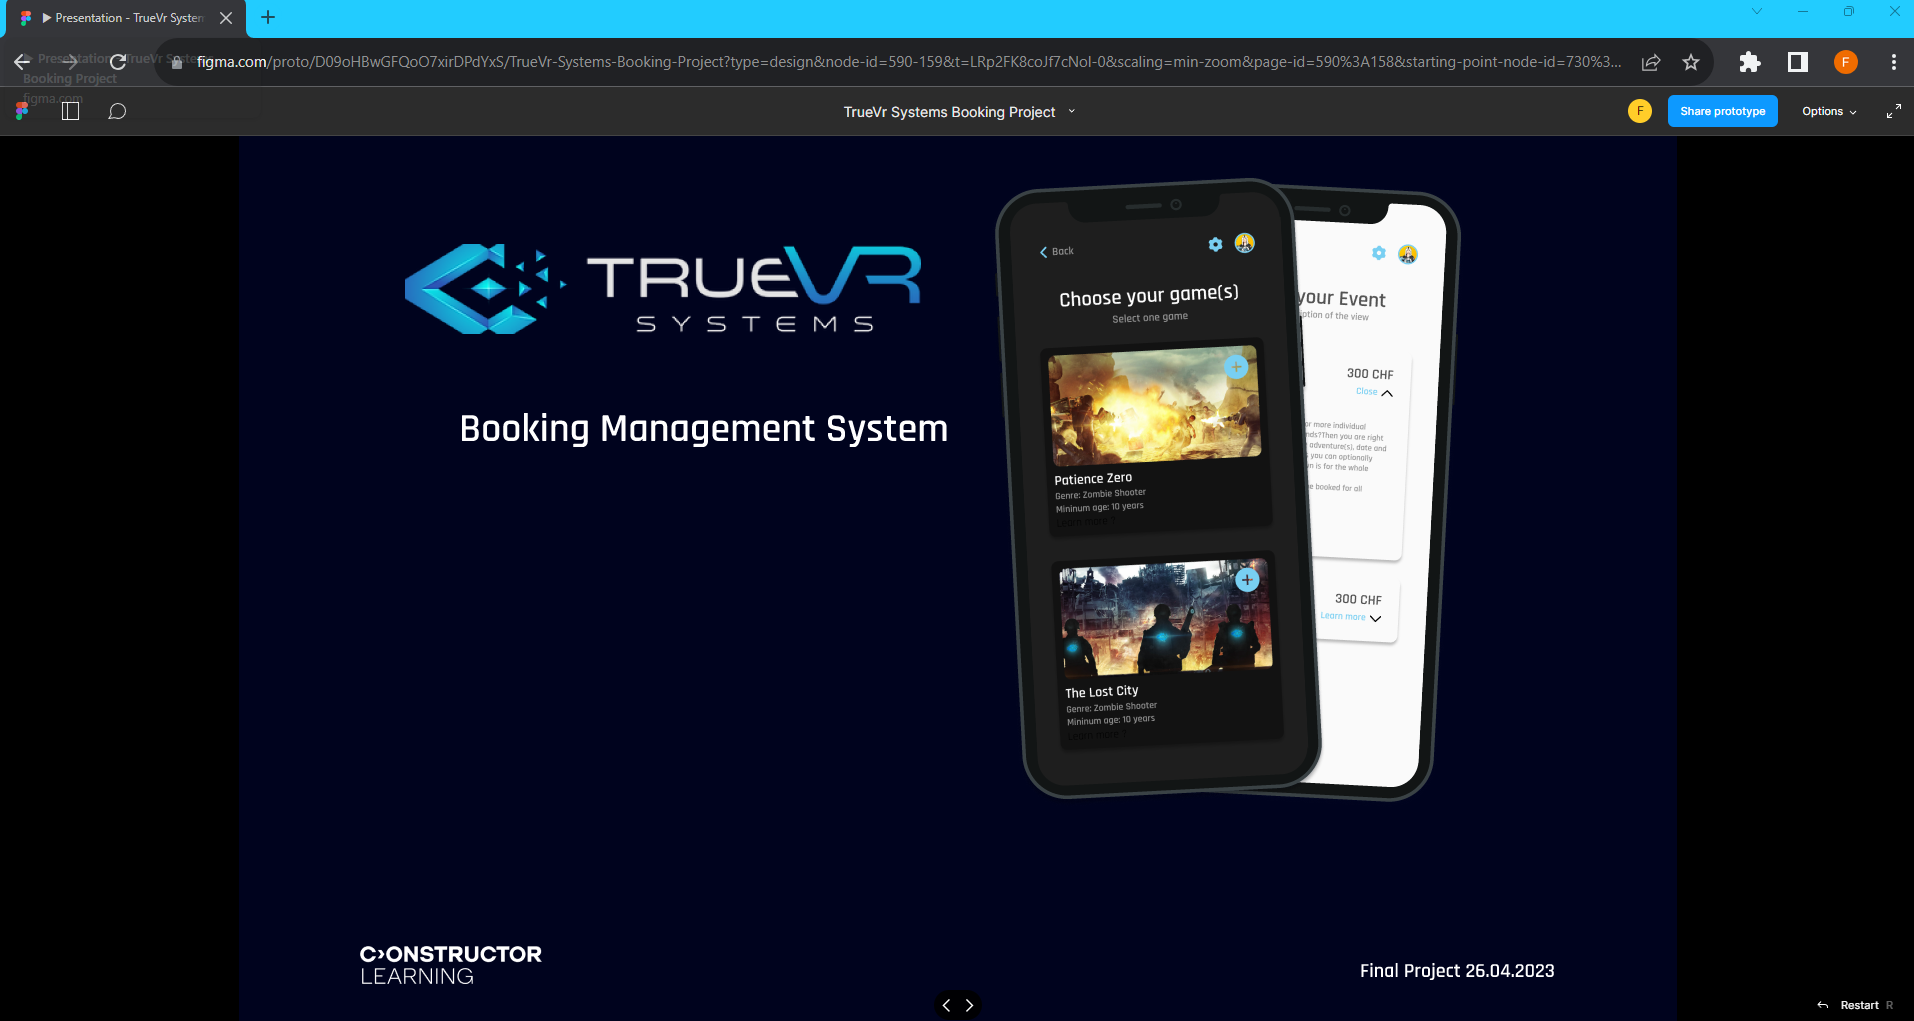 Presentation - TrueVr System
figma.com/proto/D09oHBwGFQoO7xirDPdYxS/TrueVr-Systems-Booking-Project?type=design&node-id=590-159&t=LRp2FK8coJf7cNol-0&scaling=min-zoom&page-id=590%3A158&starting-point-node-id=730%3...
F
Presentation - TrueVr Systems
Booking Project
figma.com
TrueVr Systems Booking Project
F
Share prototype
Options
TRUEVR
SYSTEMS
Booking Management System
Back
Choose your game(s)
Select one game
Patience Zero
Genre: Zombie Shooter
Mininum age: 10 years
Learn more ?
The Lost City
Genre: Zombie Shooter
Mininum age: 10 years
Learn more ?
your Event
ption of the view
300 CHF
Close
or more individual
nds?Then you are right
adventure(s), date and
you can optionally
n is for the whole
e booked for all
300 CHF
Learn more
C›ONSTRUCTOR
LEARNING
Final Project 26.04.2023
Restart R